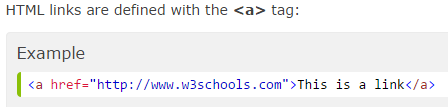 HTML links are defined with the <a> tag:
Example
<a href="http://www.w3schools.com">This is a link</a>